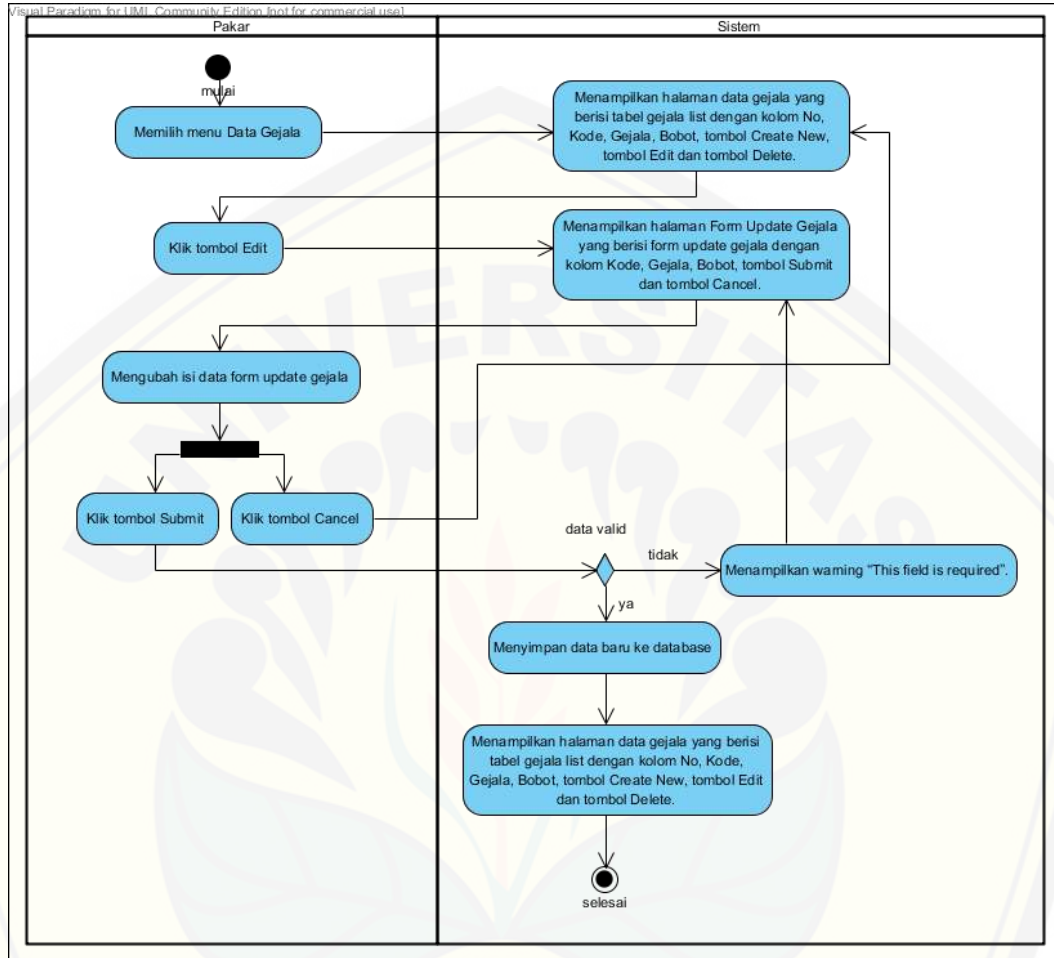 Visual Paradigm for UML Community Edition [not for commercial use]
Pakar
Sistem
mulai
Memilih menu Data Gejala
Menampilkan halaman data gejala yang
berisi tabel gejala list dengan kolom No,
Kode, Gejala, Bobot, tombol Create New,
tombol Edit dan tombol Delete.
Klik tombol Edit
Menampilkan halaman Form Update Gejala
yang berisi form update gejala dengan
kolom Kode, Gejala, Bobot, tombol Submit
dan tombol Cancel.
Mengubah isi data form update gejala
Klik tombol Submit
Klik tombol Cancel
data valid
tidak
Menampilkan warning "This field is required".
ya
Menyimpan data baru ke database
Menampilkan halaman data gejala yang berisi
tabel gejala list dengan kolom No, Kode,
Gejala, Bobot, tombol Create New, tombol Edit
dan tombol Delete.
selesai
UNIVERSITAS